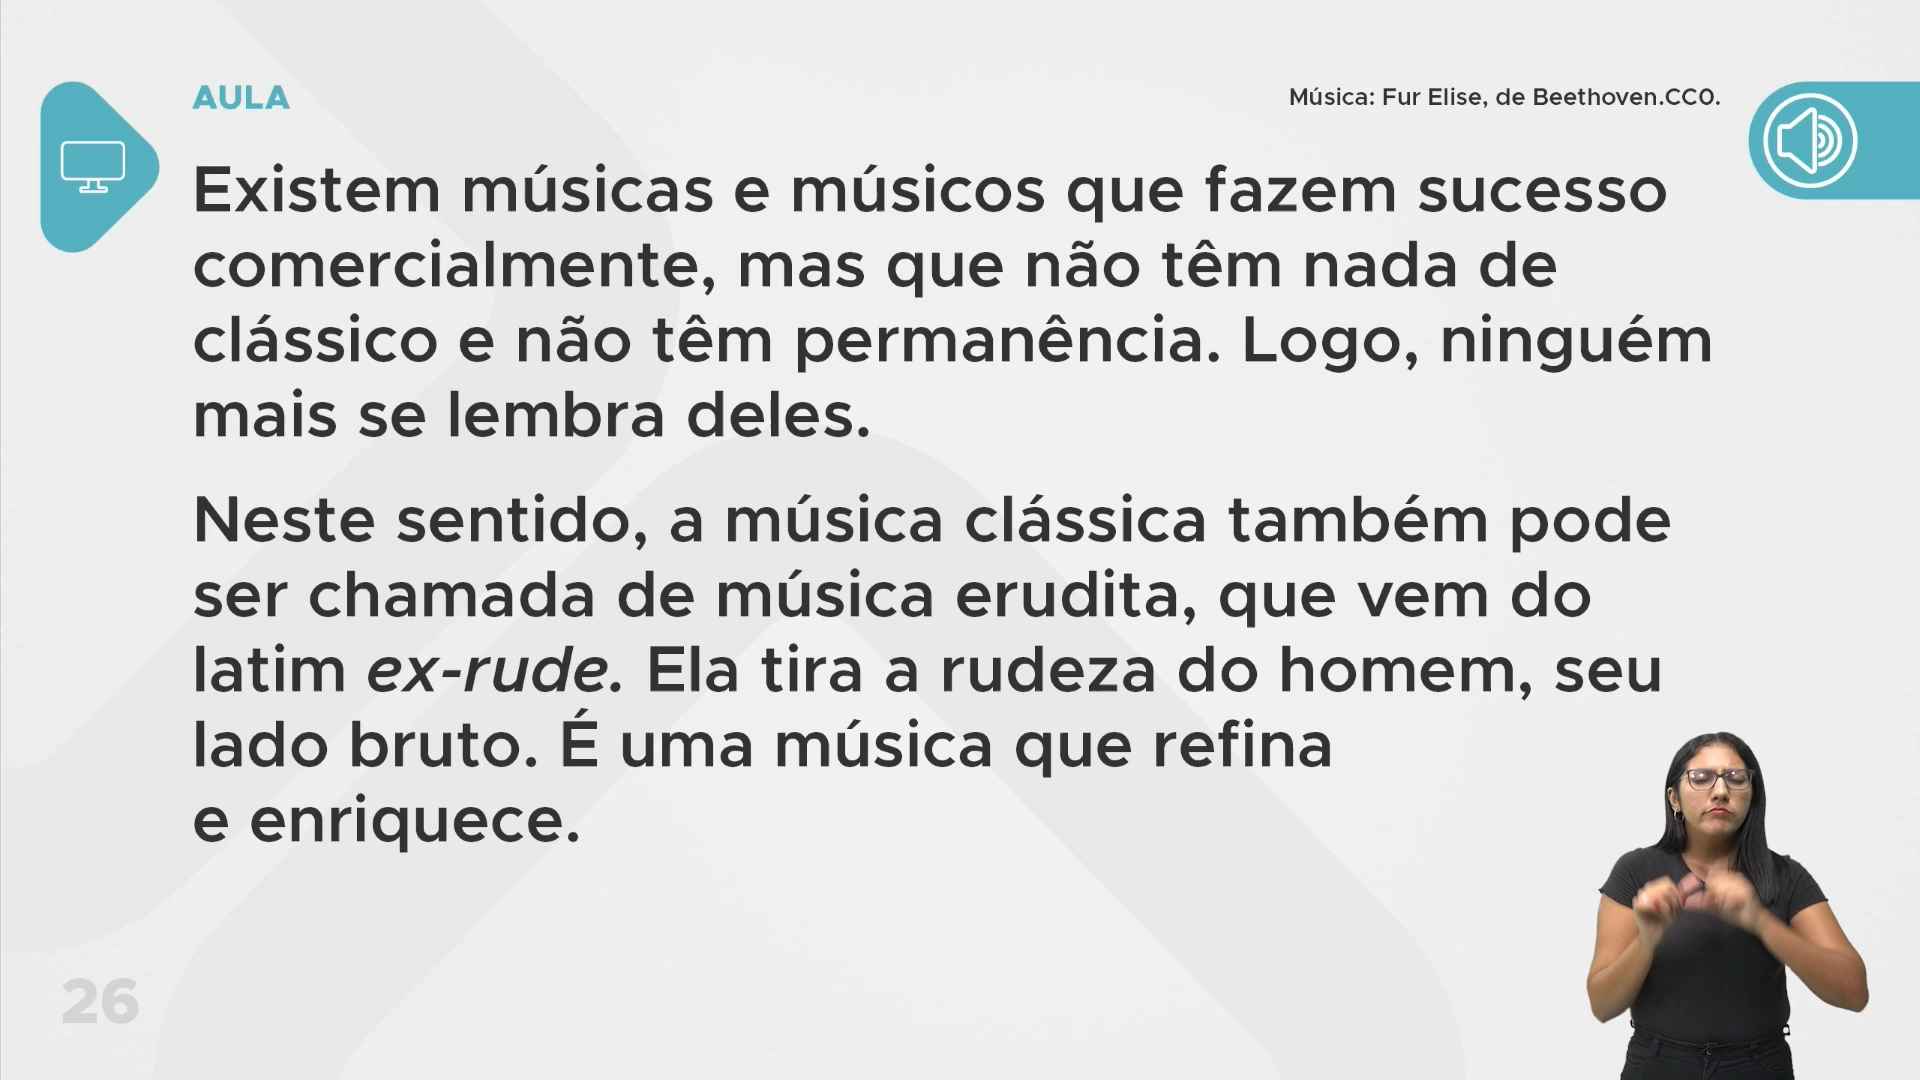 AULA
Música: Fur Elise, de Beethoven.CC0.
Existem músicas e músicos que fazem sucesso
comercialmente, mas que não têm nada de
clássico e não têm permanência. Logo, ninguém
mais se lembra deles.
Neste sentido, a música clássica também pode
ser chamada de música erudita, que vem do
latim ex-rude. Ela tira a rudeza do homem, seu
lado bruto. É uma música que refina
e enriquece.
26